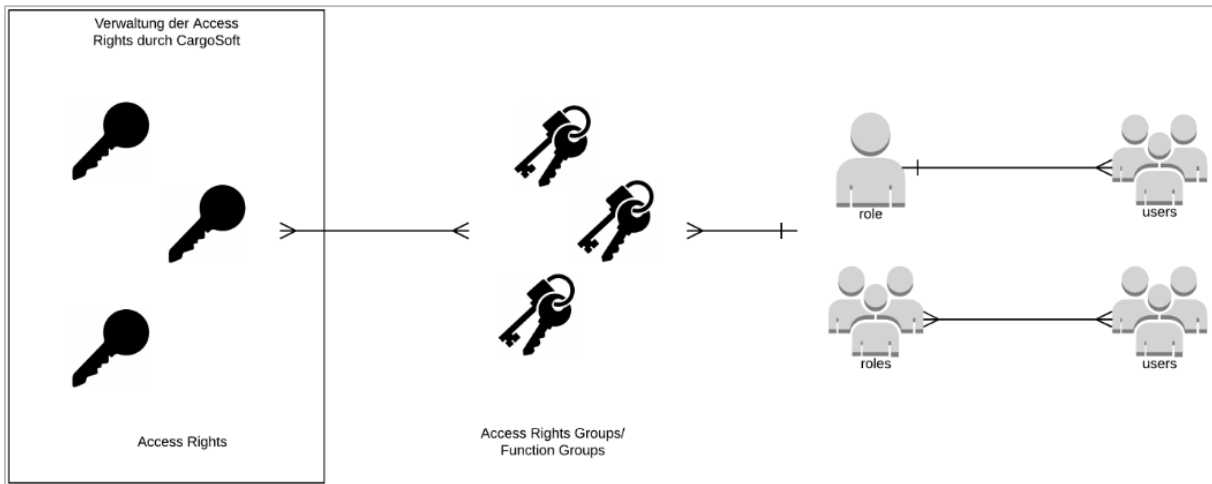 Verwaltung der Access
Rights durch CargoSoft
role
users
roles
users
Access Rights
Access Rights Groups/
Function Groups